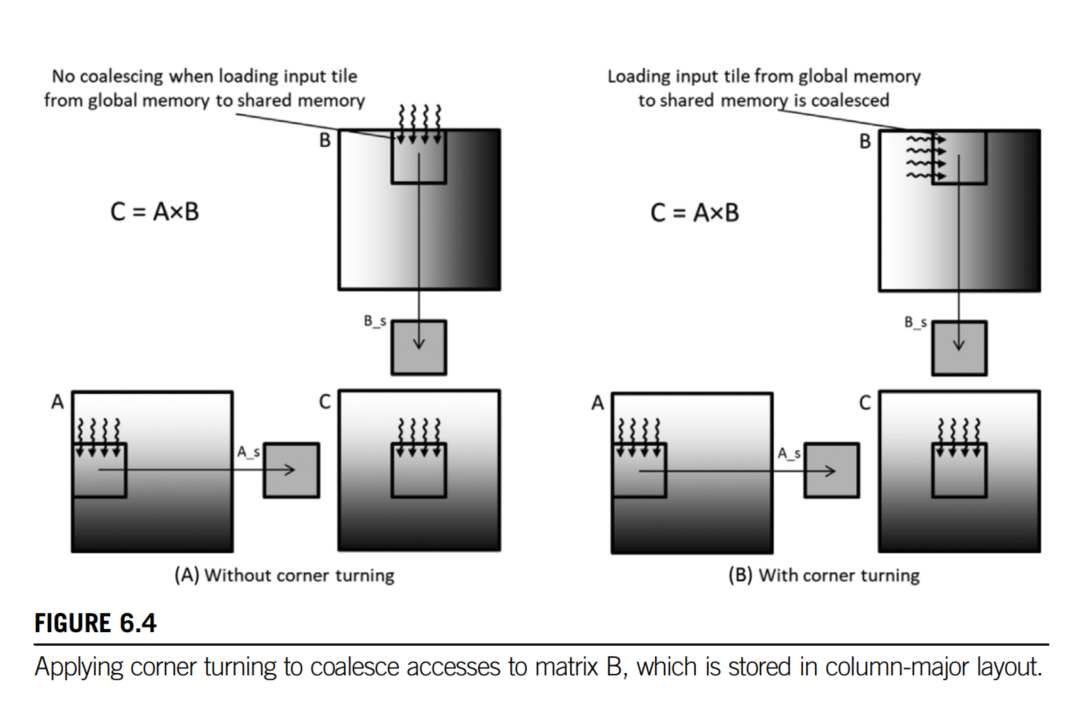 No coalescing when loading input tile
from global memory to shared memory
B
C = A×B
B_s
A
A_s
C
(A) Without corner turning
Loading input tile from global memory
to shared memory is coalesced
B
C = A×B
B_s
A
A_s
C
(B) With corner turning
FIGURE 6.4
Applying corner turning to coalesce accesses to matrix B, which is stored in column-major layout.